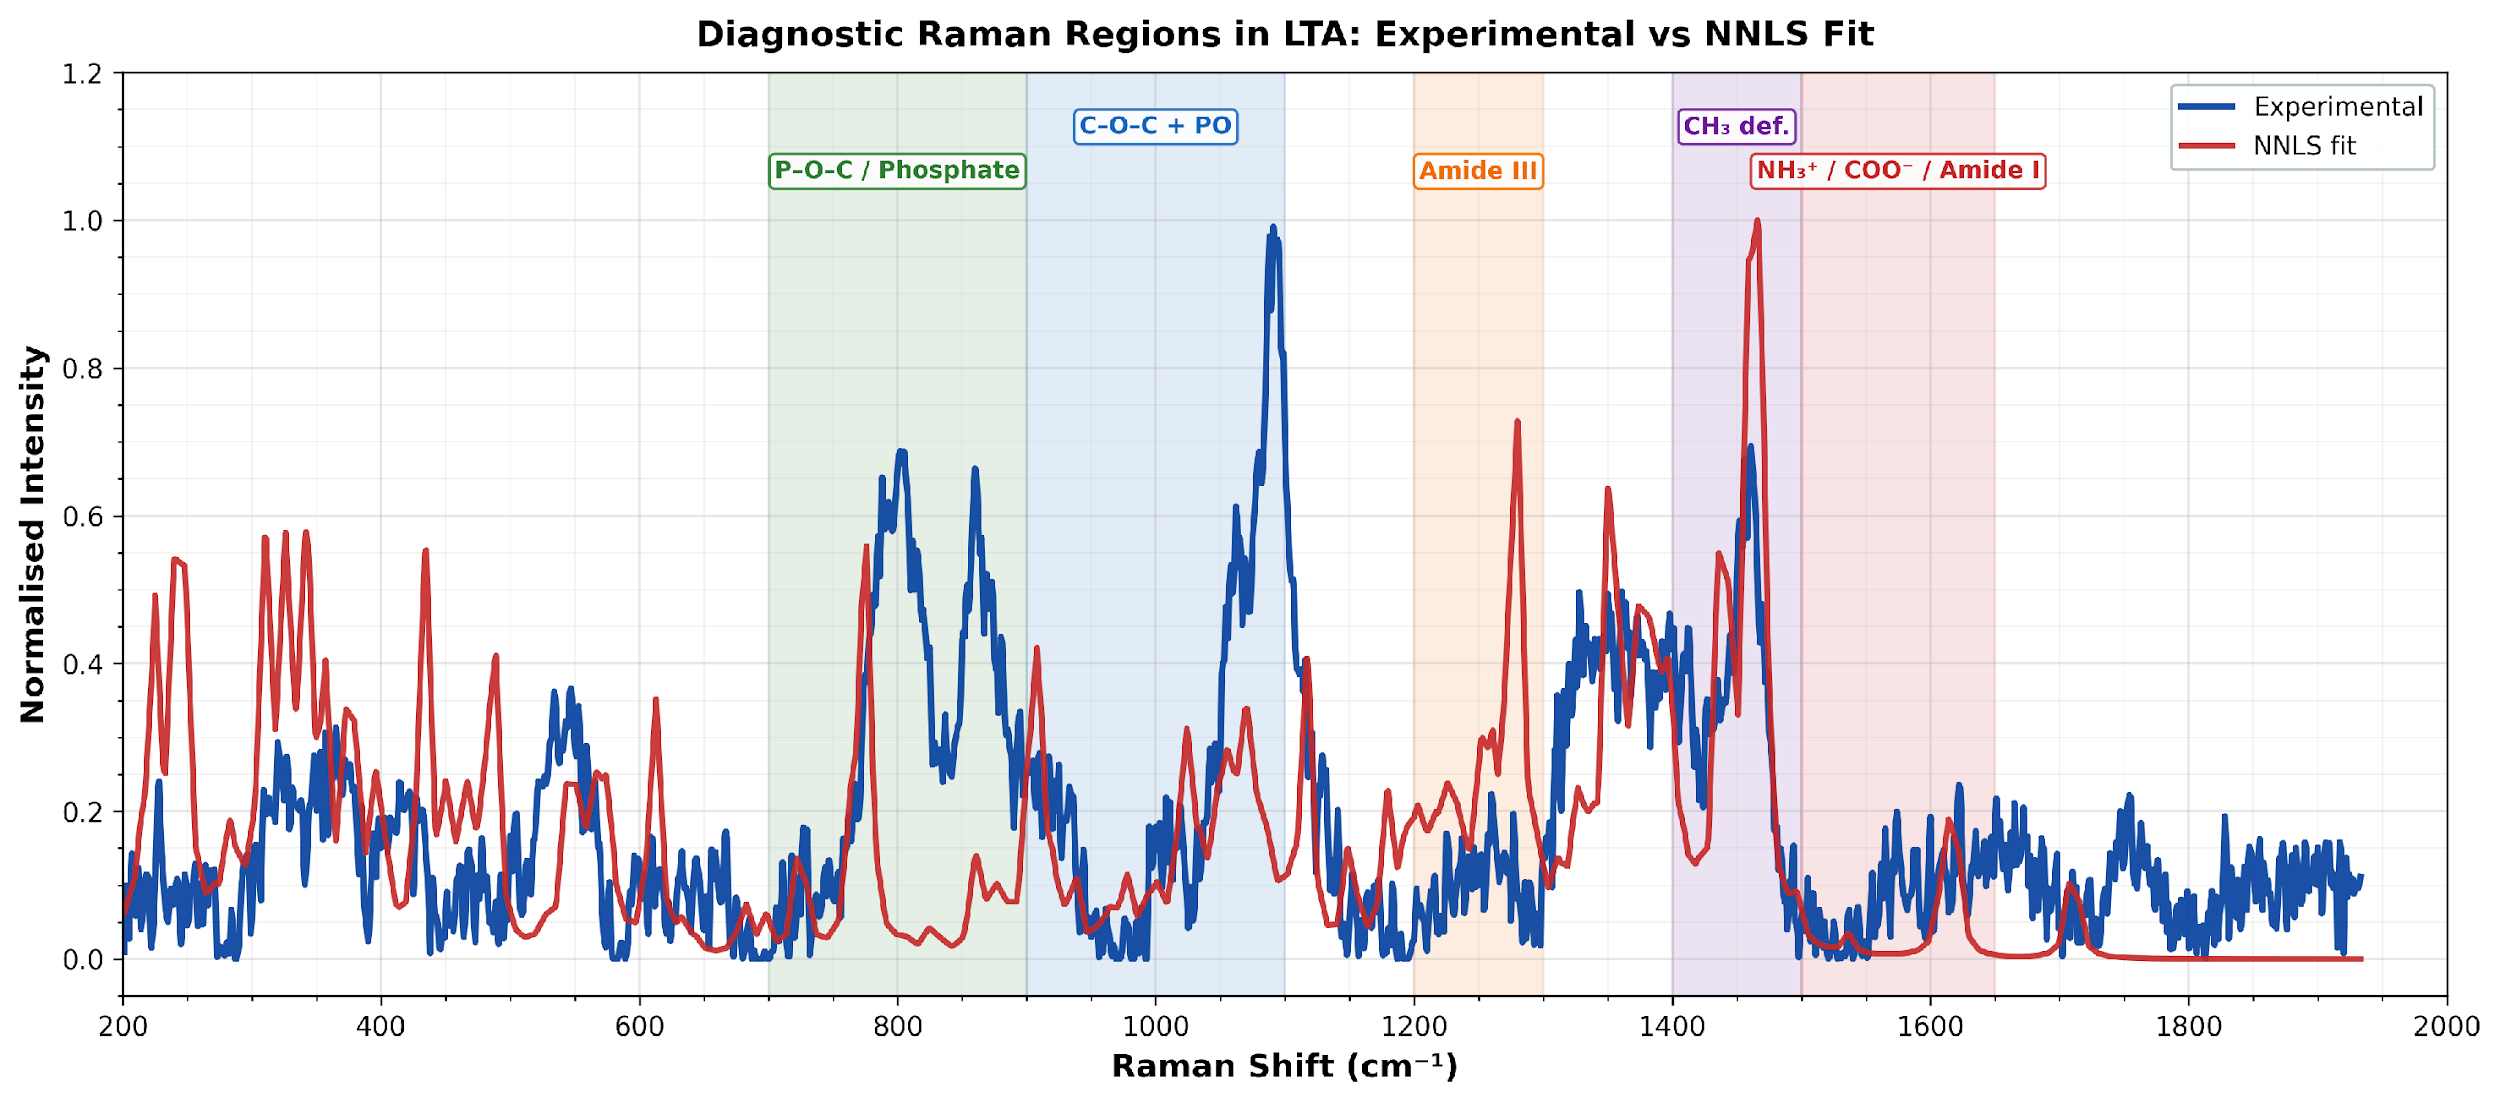 Diagnostic Raman Regions in LTA: Experimental vs NNLS Fit
1.2
1.0
0.8
0.6
0.4
0.2
0.0
Normalised Intensity
C–O–C + PO
CH₃ def.
P–O–C / Phosphate
Amide III
NH₃⁺ / COO⁻ / Amide I
Experimental
NNLS fit
200 400 600 800 1000 1200 1400 1600 1800 2000
Raman Shift (cm⁻¹)